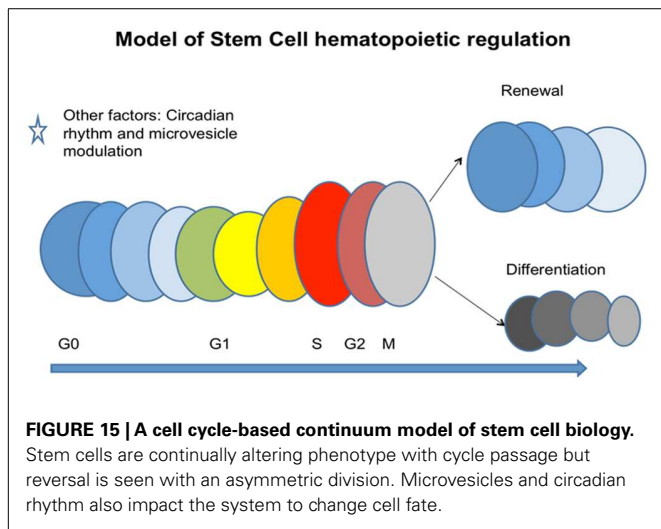 Model of Stem Cell hematopoietic regulation
Other factors: Circadian
rhythm and microvesicle
modulation
Renewal
Differentiation
G0 G1 S G2 M
FIGURE 15 | A cell cycle-based continuum model of stem cell biology.
Stem cells are continually altering phenotype with cycle passage but
reversal is seen with an asymmetric division. Microvesicles and circadian
rhythm also impact the system to change cell fate.